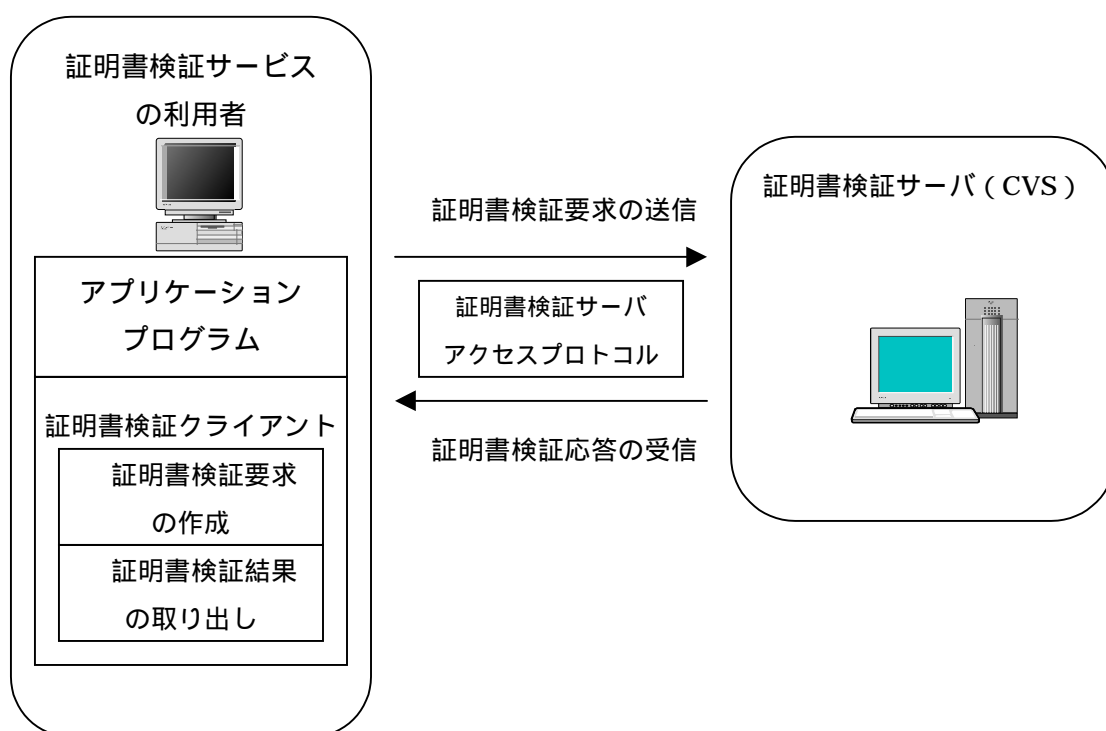 証明書検証サービス
の利用者
アプリケーション
プログラム
証明書検証クライアント
証明書検証要求
の作成
証明書検証結果
の取り出し
証明書検証要求の送信
証明書検証サーバ
アクセスプロトコル
証明書検証応答の受信
証明書検証サーバ(CVS)